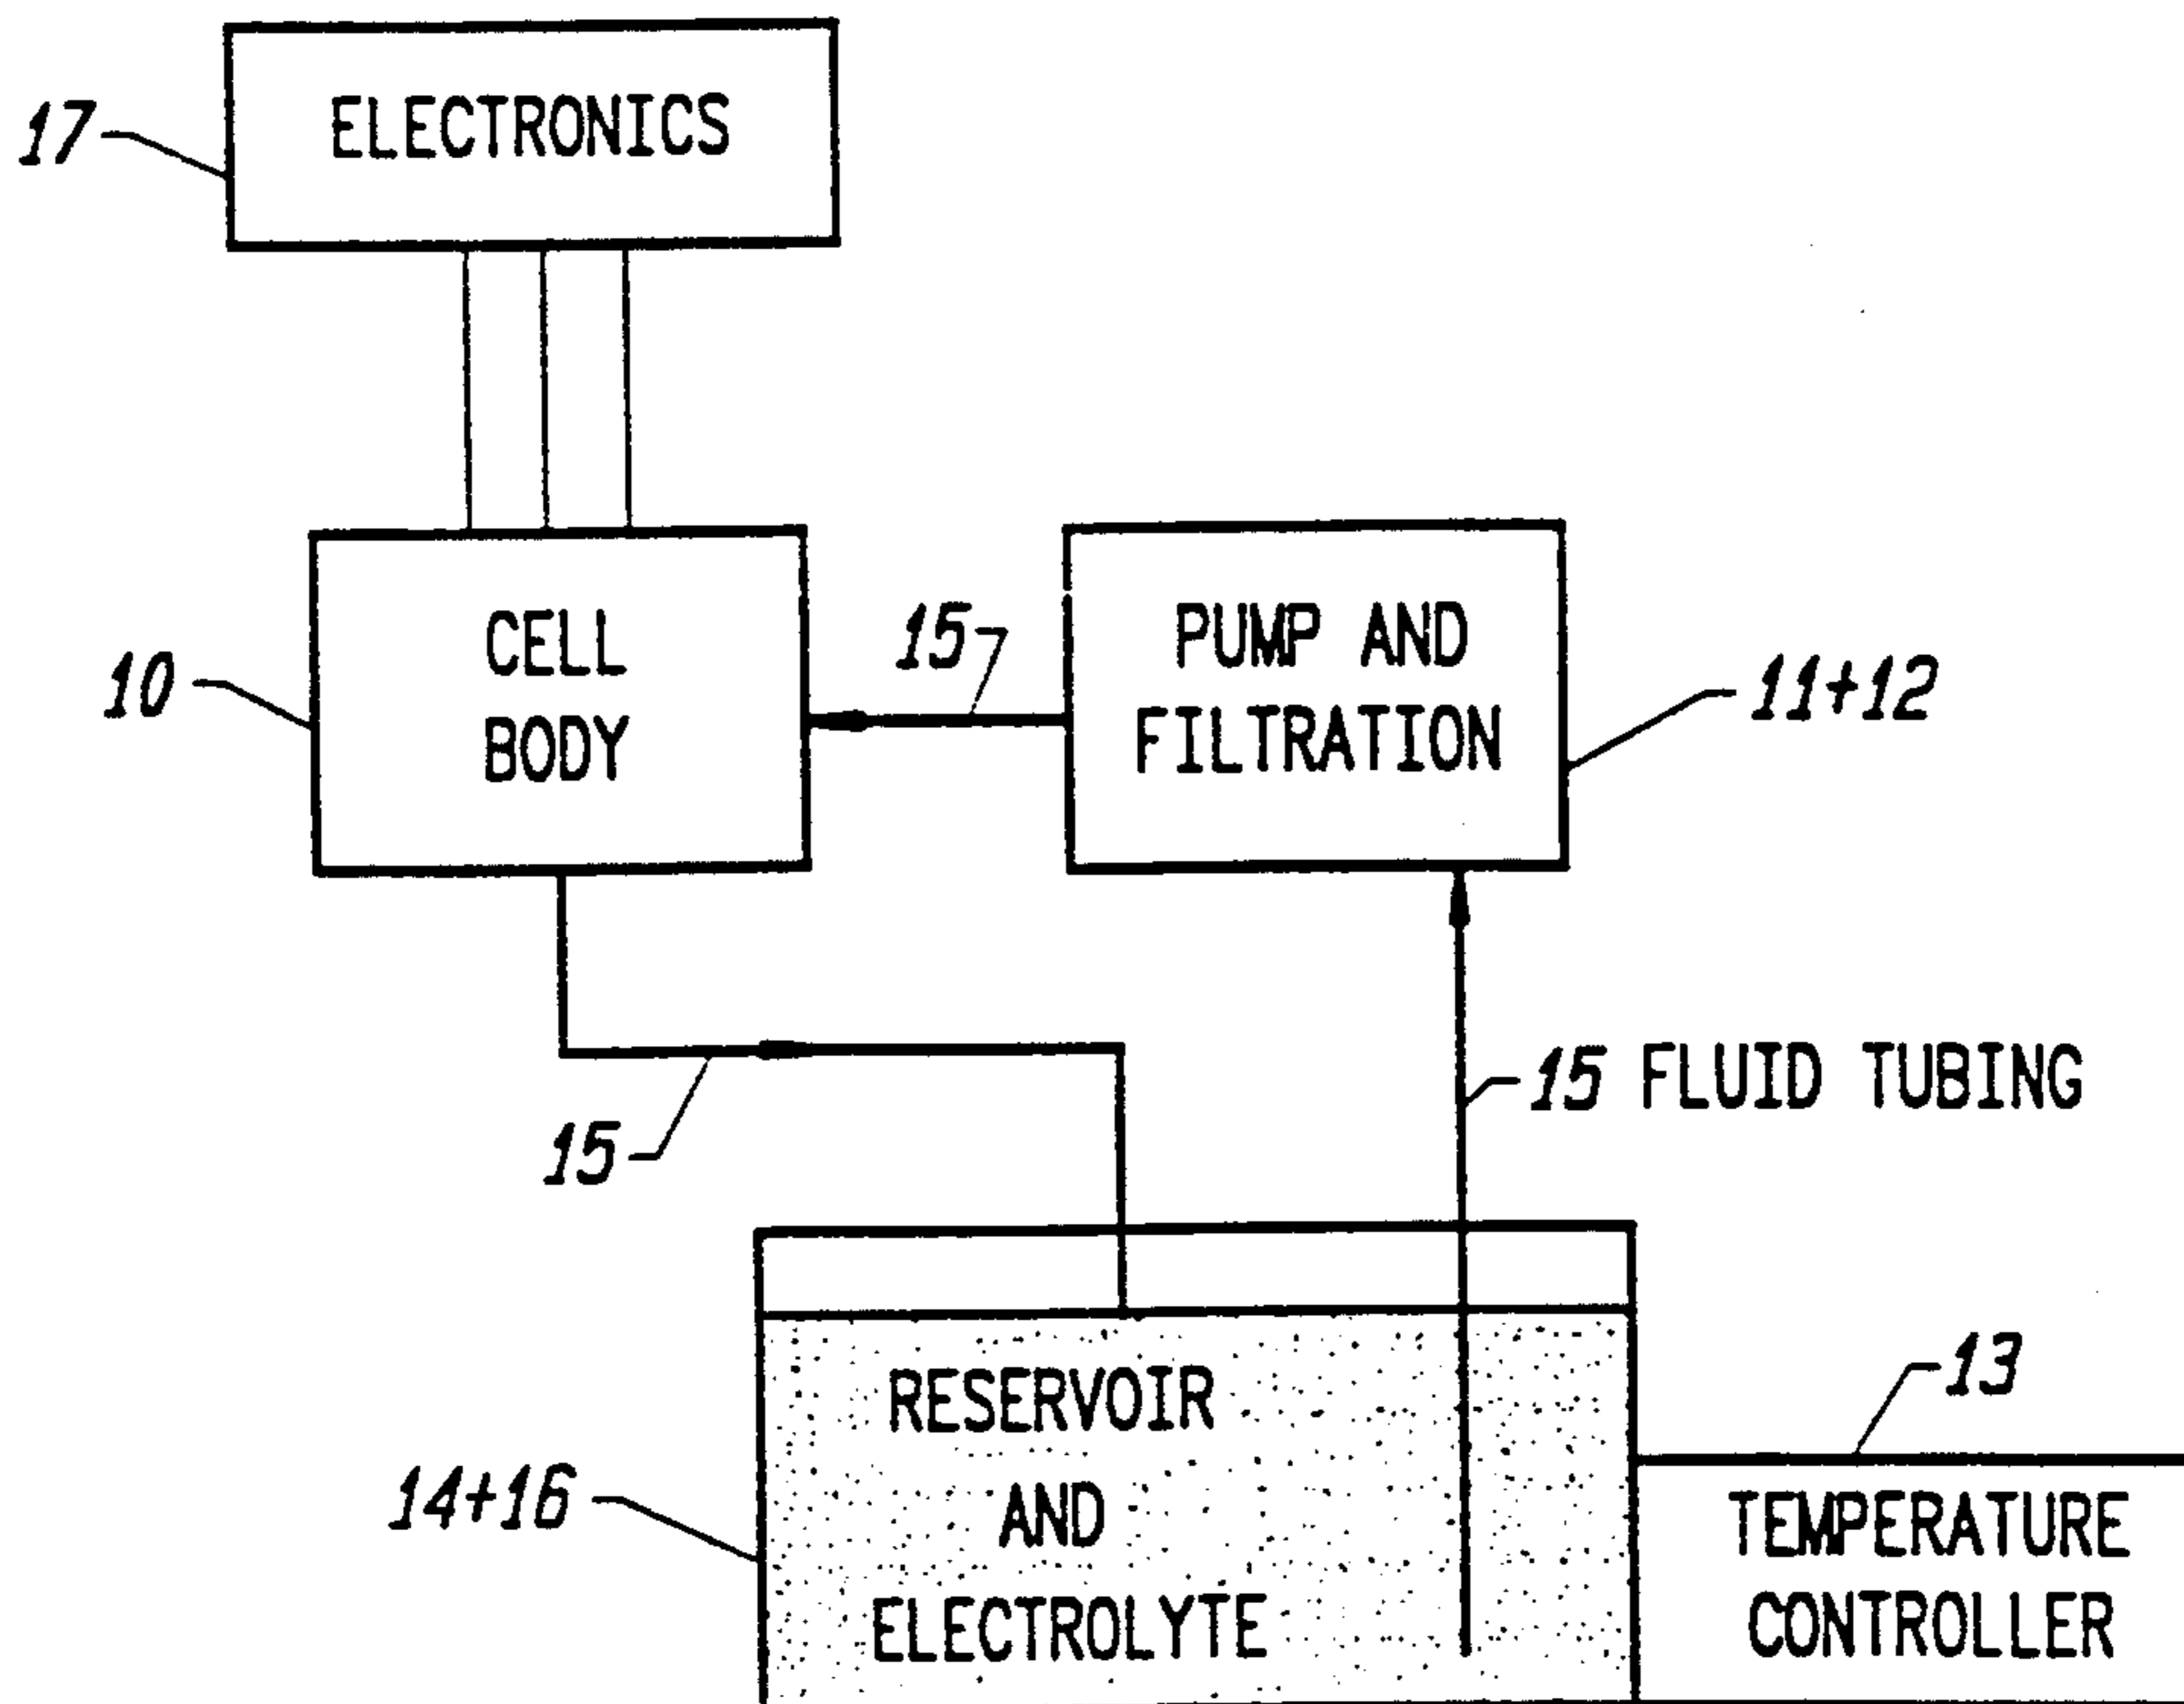 17
ELECTRONICS
10
CELL
BODY
15
PUMP AND
FILTRATION
11+12
15 FLUID TUBING
15
14+16
RESERVOIR
AND
ELECTROLYTE
13
TEMPERATURE
CONTROLLER